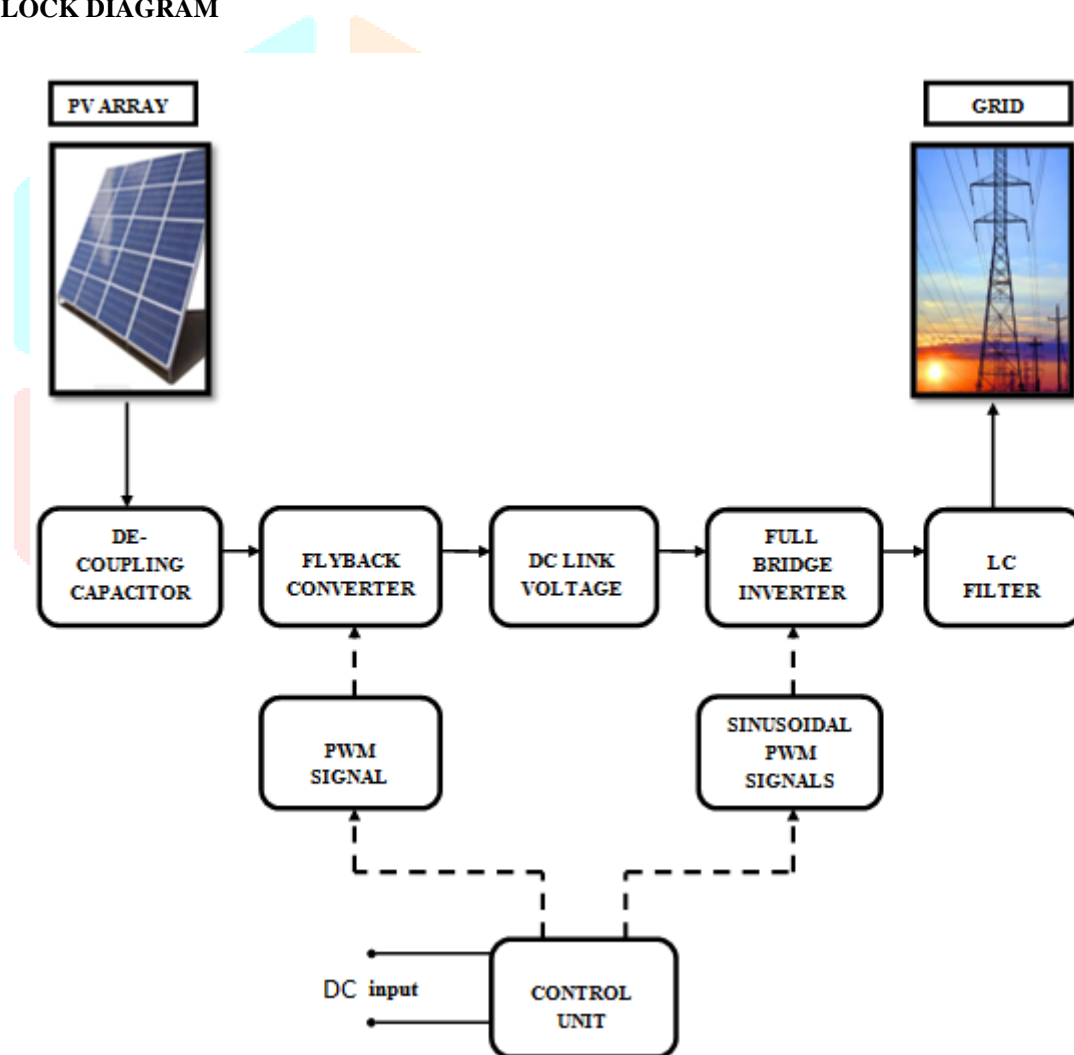 LOCK DIAGRAM
PV ARRAY
GRID
DE-
COUPLING
CAPACITOR
FLYBACK
CONVERTER
DC LINK
VOLTAGE
FULL
BRIDGE
INVERTER
LC
FILTER
PWM
SIGNAL
SINUSOIDAL
PWM
SIGNALS
DC input
CONTROL
UNIT